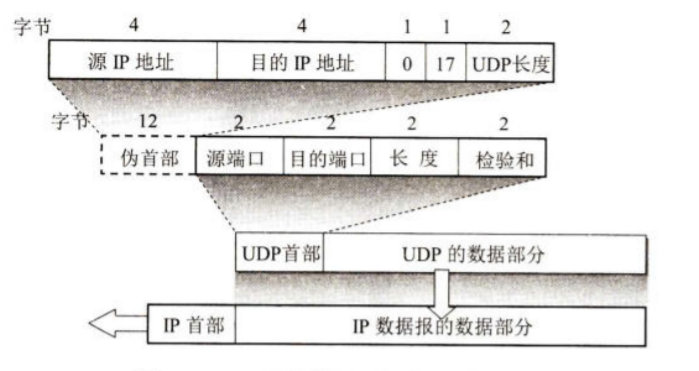 字节 4 4 1 1 2
源 IP 地址 目的 IP 地址 0 17 UDP长度
字节 12 2 2 2 2
伪首部 源端口 目的端口 长 度 检验和
UDP首部 UDP 的数据部分
IP 首部 IP 数据报的数据部分